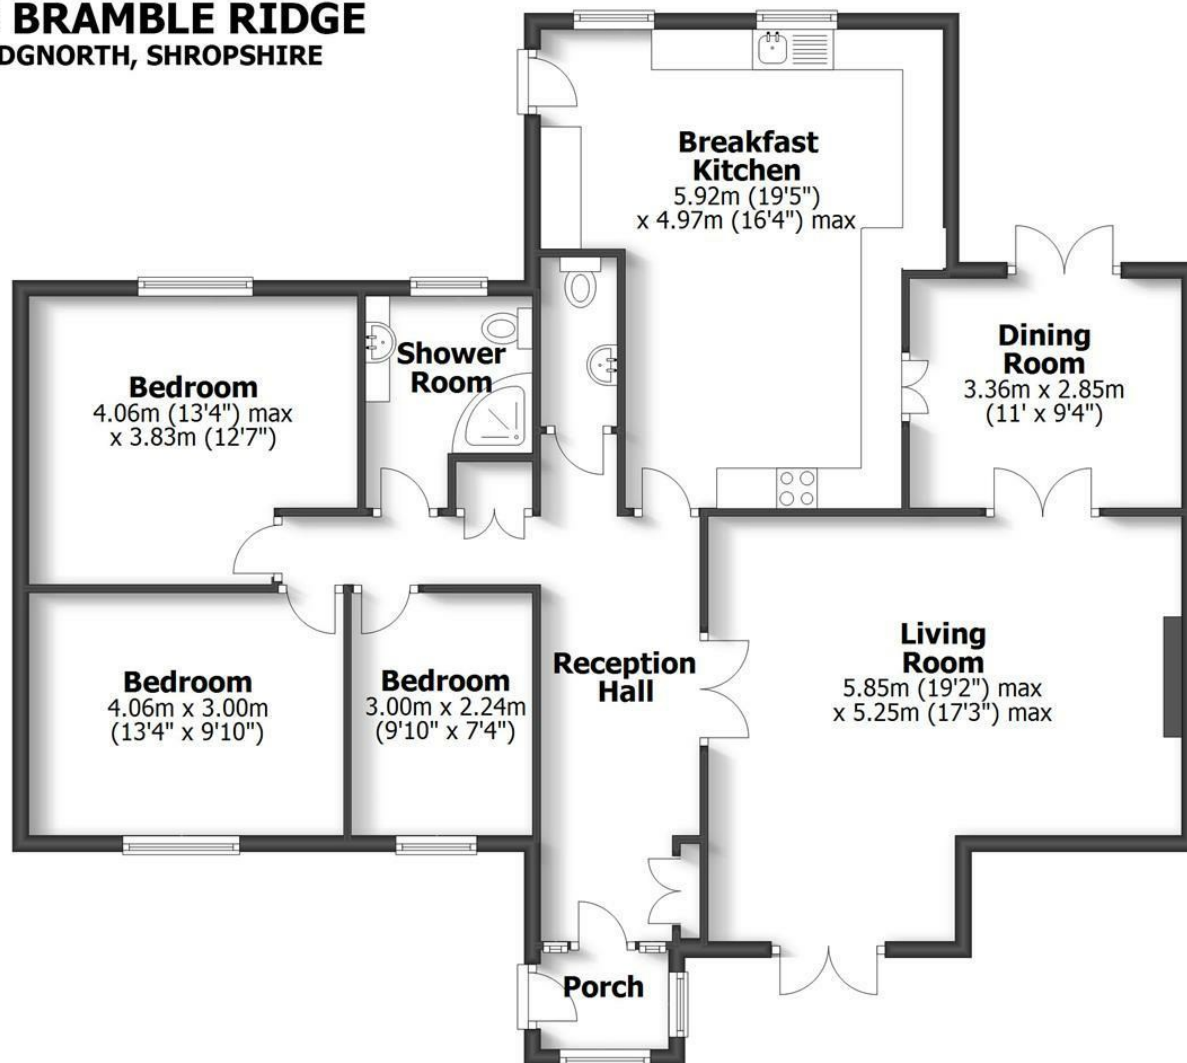 BRAMBLE RIDGE
DGNORTH, SHROPSHIRE
Breakfast
Kitchen
5.92m (19'5")
x 4.97m (16'4") max
Dining
Room
3.36m x 2.85m
(11' x 9'4")
Shower
Room
Bedroom
4.06m (13'4") max
x 3.83m (12'7")
Living
Room
5.85m (19'2") max
x 5.25m (17'3") max
Reception
Hall
Bedroom
4.06m x 3.00m
(13'4" x 9'10")
Bedroom
3.00m x 2.24m
(9'10" x 7'4")
Porch